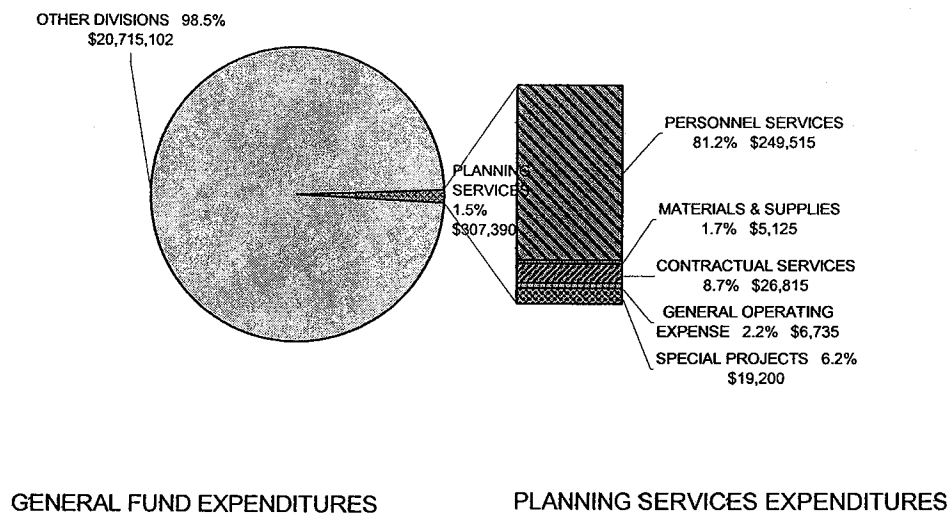 OTHER DIVISIONS 98.5%
$20,715,102
PLANNING
SERVICES
1.5%
$307,390
PERSONNEL SERVICES
81.2% $249,515
MATERIALS & SUPPLIES
1.7% $5,125
CONTRACTUAL SERVICES
8.7% $26,815
GENERAL OPERATING
EXPENSE 2.2% $6,735
SPECIAL PROJECTS 6.2%
$19,200
GENERAL FUND EXPENDITURES
PLANNING SERVICES EXPENDITURES